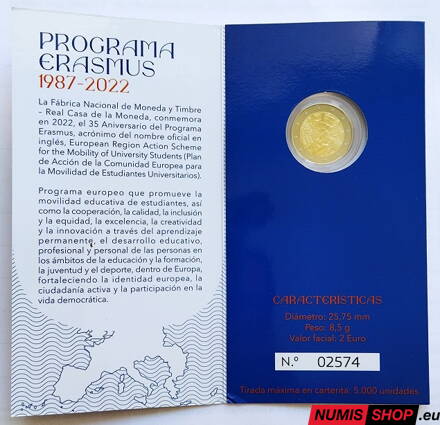 PROGRAMA
ERASMUS
1987-2022
La Fábrica Nacional de Moneda y Timbre
– Real Casa de la Moneda, conmemora
en 2022, el 35 Aniversario del Programa
Erasmus, acrónimo del nombre oficial en
inglés, European Region Action Scheme
for the Mobility of University Students (Plan
de Acción de la Comunidad Europea para
la Movilidad de Estudiantes Universitarios).
Programa europeo que promueve la
movilidad educativa de estudiantes, así
como la cooperación, la calidad, la inclusión
y la equidad, la excelencia, la creatividad
y la innovación a través del aprendizaje
permanente, el desarrollo educativo,
profesional y personal de las personas en
los ámbitos de la educación y la formación,
la juventud y el deporte, dentro de Europa,
fortaleciendo la identidad europea, la
ciudadanía activa y la participación en la
vida democrática.
CARACTERÍSTICAS
Diámetro: 25,75 mm
Peso: 8,5 g
Valor facial: 2 Euro
N.º 02574
Tirada máxima en carterita: 5.000 unidades
NUMIS SHOP.eu